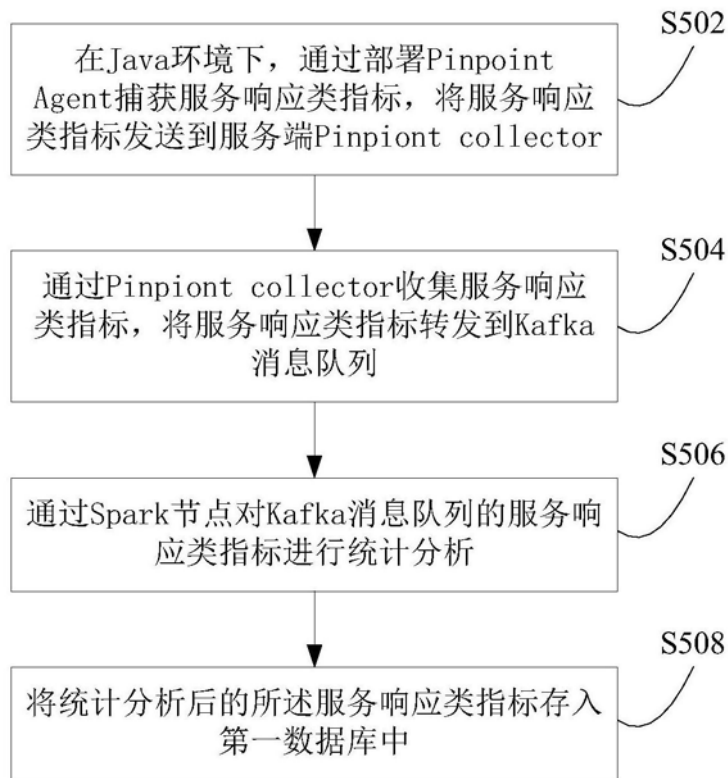 S502
在Java环境下，通过部署Pinpoint
Agent捕获服务响应类指标，将服务响应
类指标发送到服务端Pinpiont collector
S504
通过Pinpiont collector收集服务响应
类指标，将服务响应类指标转发到Kafka
消息队列
S506
通过Spark节点对Kafka消息队列的服务响
应类指标进行统计分析
S508
将统计分析后的所述服务响应类指标存入
第一数据库中